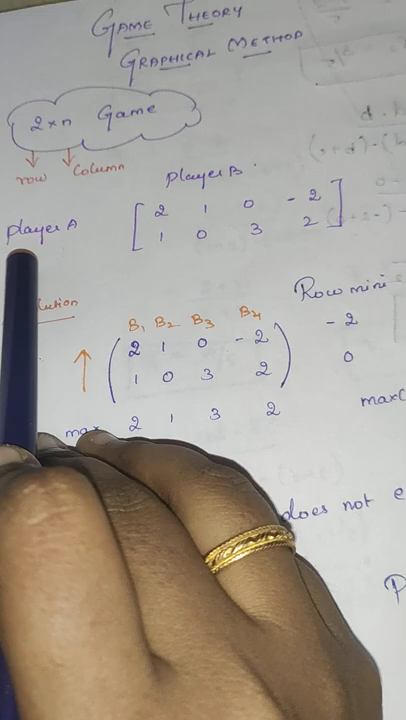 GAME THEORY
GRAPHICAL METHOD
2xn Game
row column
player B
player A
2 1 0 -2
1 0 3 2
Row mini
B1 B2 B3 B4
2 1 0 -2 -2
1 0 3 2 0
max 2 1 3 2
does not